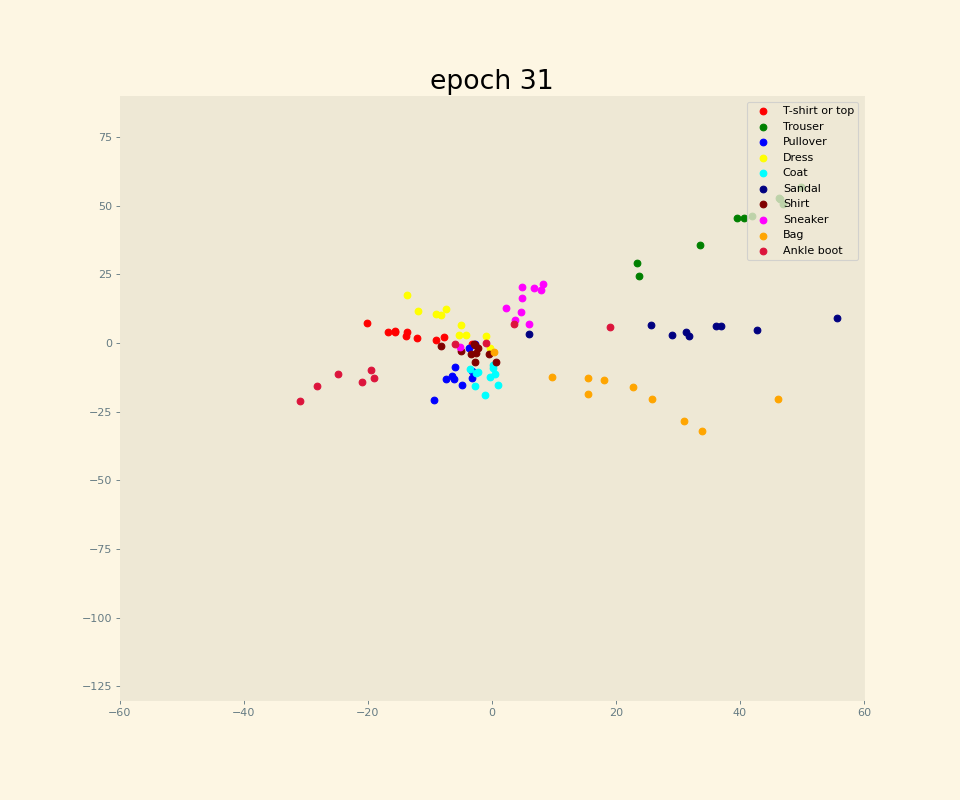 epoch 31
75
50
25
0
−25
−50
−75
−100
−125
−60
−40
−20
0
20
40
60
T-shirt or top
Trouser
Pullover
Dress
Coat
Sandal
Shirt
Sneaker
Bag
Ankle boot